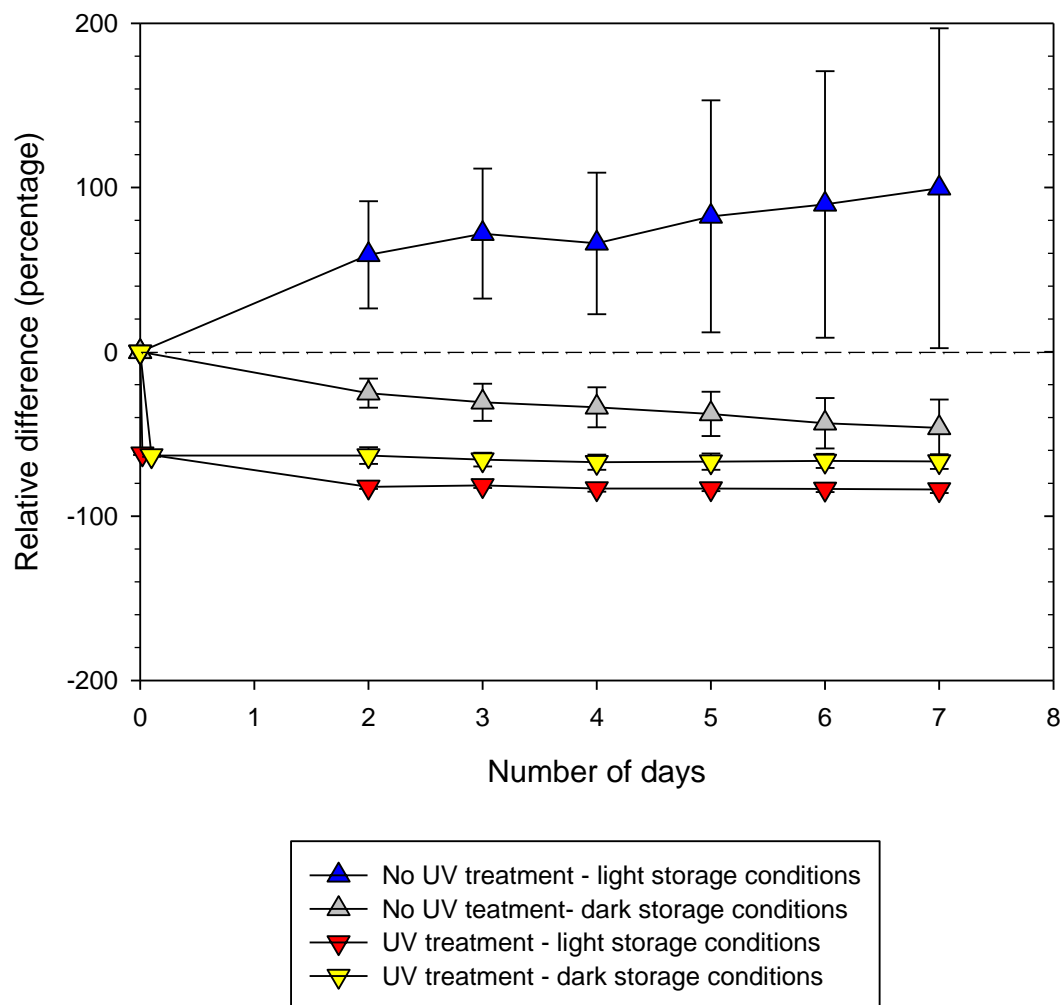 200
100
0
-100
-200
Relative difference (percentage)
0 1 2 3 4 5 6 7 8
Number of days
No UV treatment - light storage conditions
No UV teatment- dark storage conditions
UV treatment - light storage conditions
UV treatment - dark storage conditions